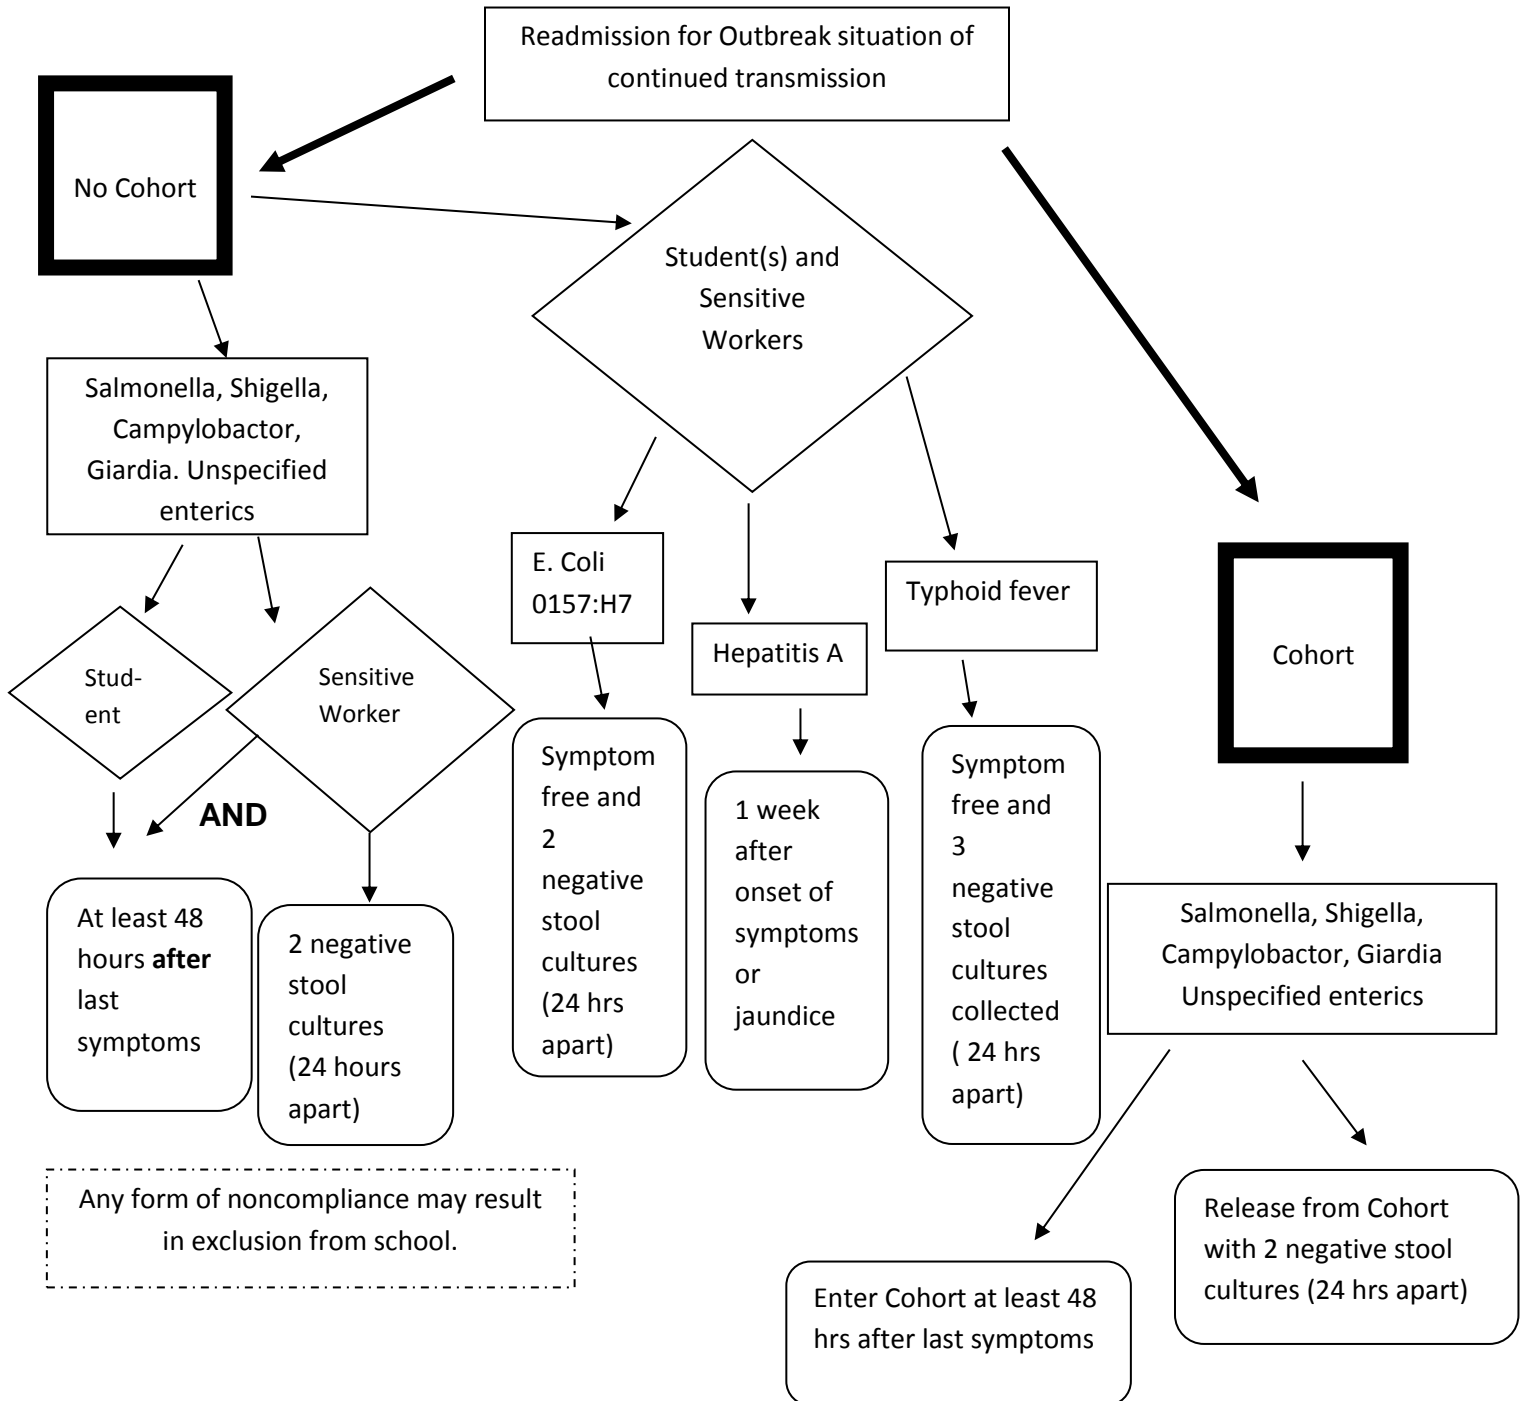 Readmission for Outbreak situation of
continued transmission
No Cohort
Student(s) and
Sensitive
Workers
Salmonella, Shigella,
Campylobactor,
Giardia. Unspecified
enterics
E. Coli
0157:H7
Hepatitis A
Typhoid fever
Cohort
Stud-
ent
Sensitive
Worker
AND
At least 48
hours after
last
symptoms
2 negative
stool
cultures
(24 hours
apart)
Symptom
free and
2
negative
stool
cultures
(24 hrs
apart)
1 week
after
onset of
symptoms
or
jaundice
Symptom
free and
3
negative
stool
cultures
collected
( 24 hrs
apart)
Salmonella, Shigella,
Campylobactor, Giardia
Unspecified enterics
Any form of noncompliance may result
in exclusion from school.
Enter Cohort at least 48
hrs after last symptoms
Release from Cohort
with 2 negative stool
cultures (24 hrs apart)